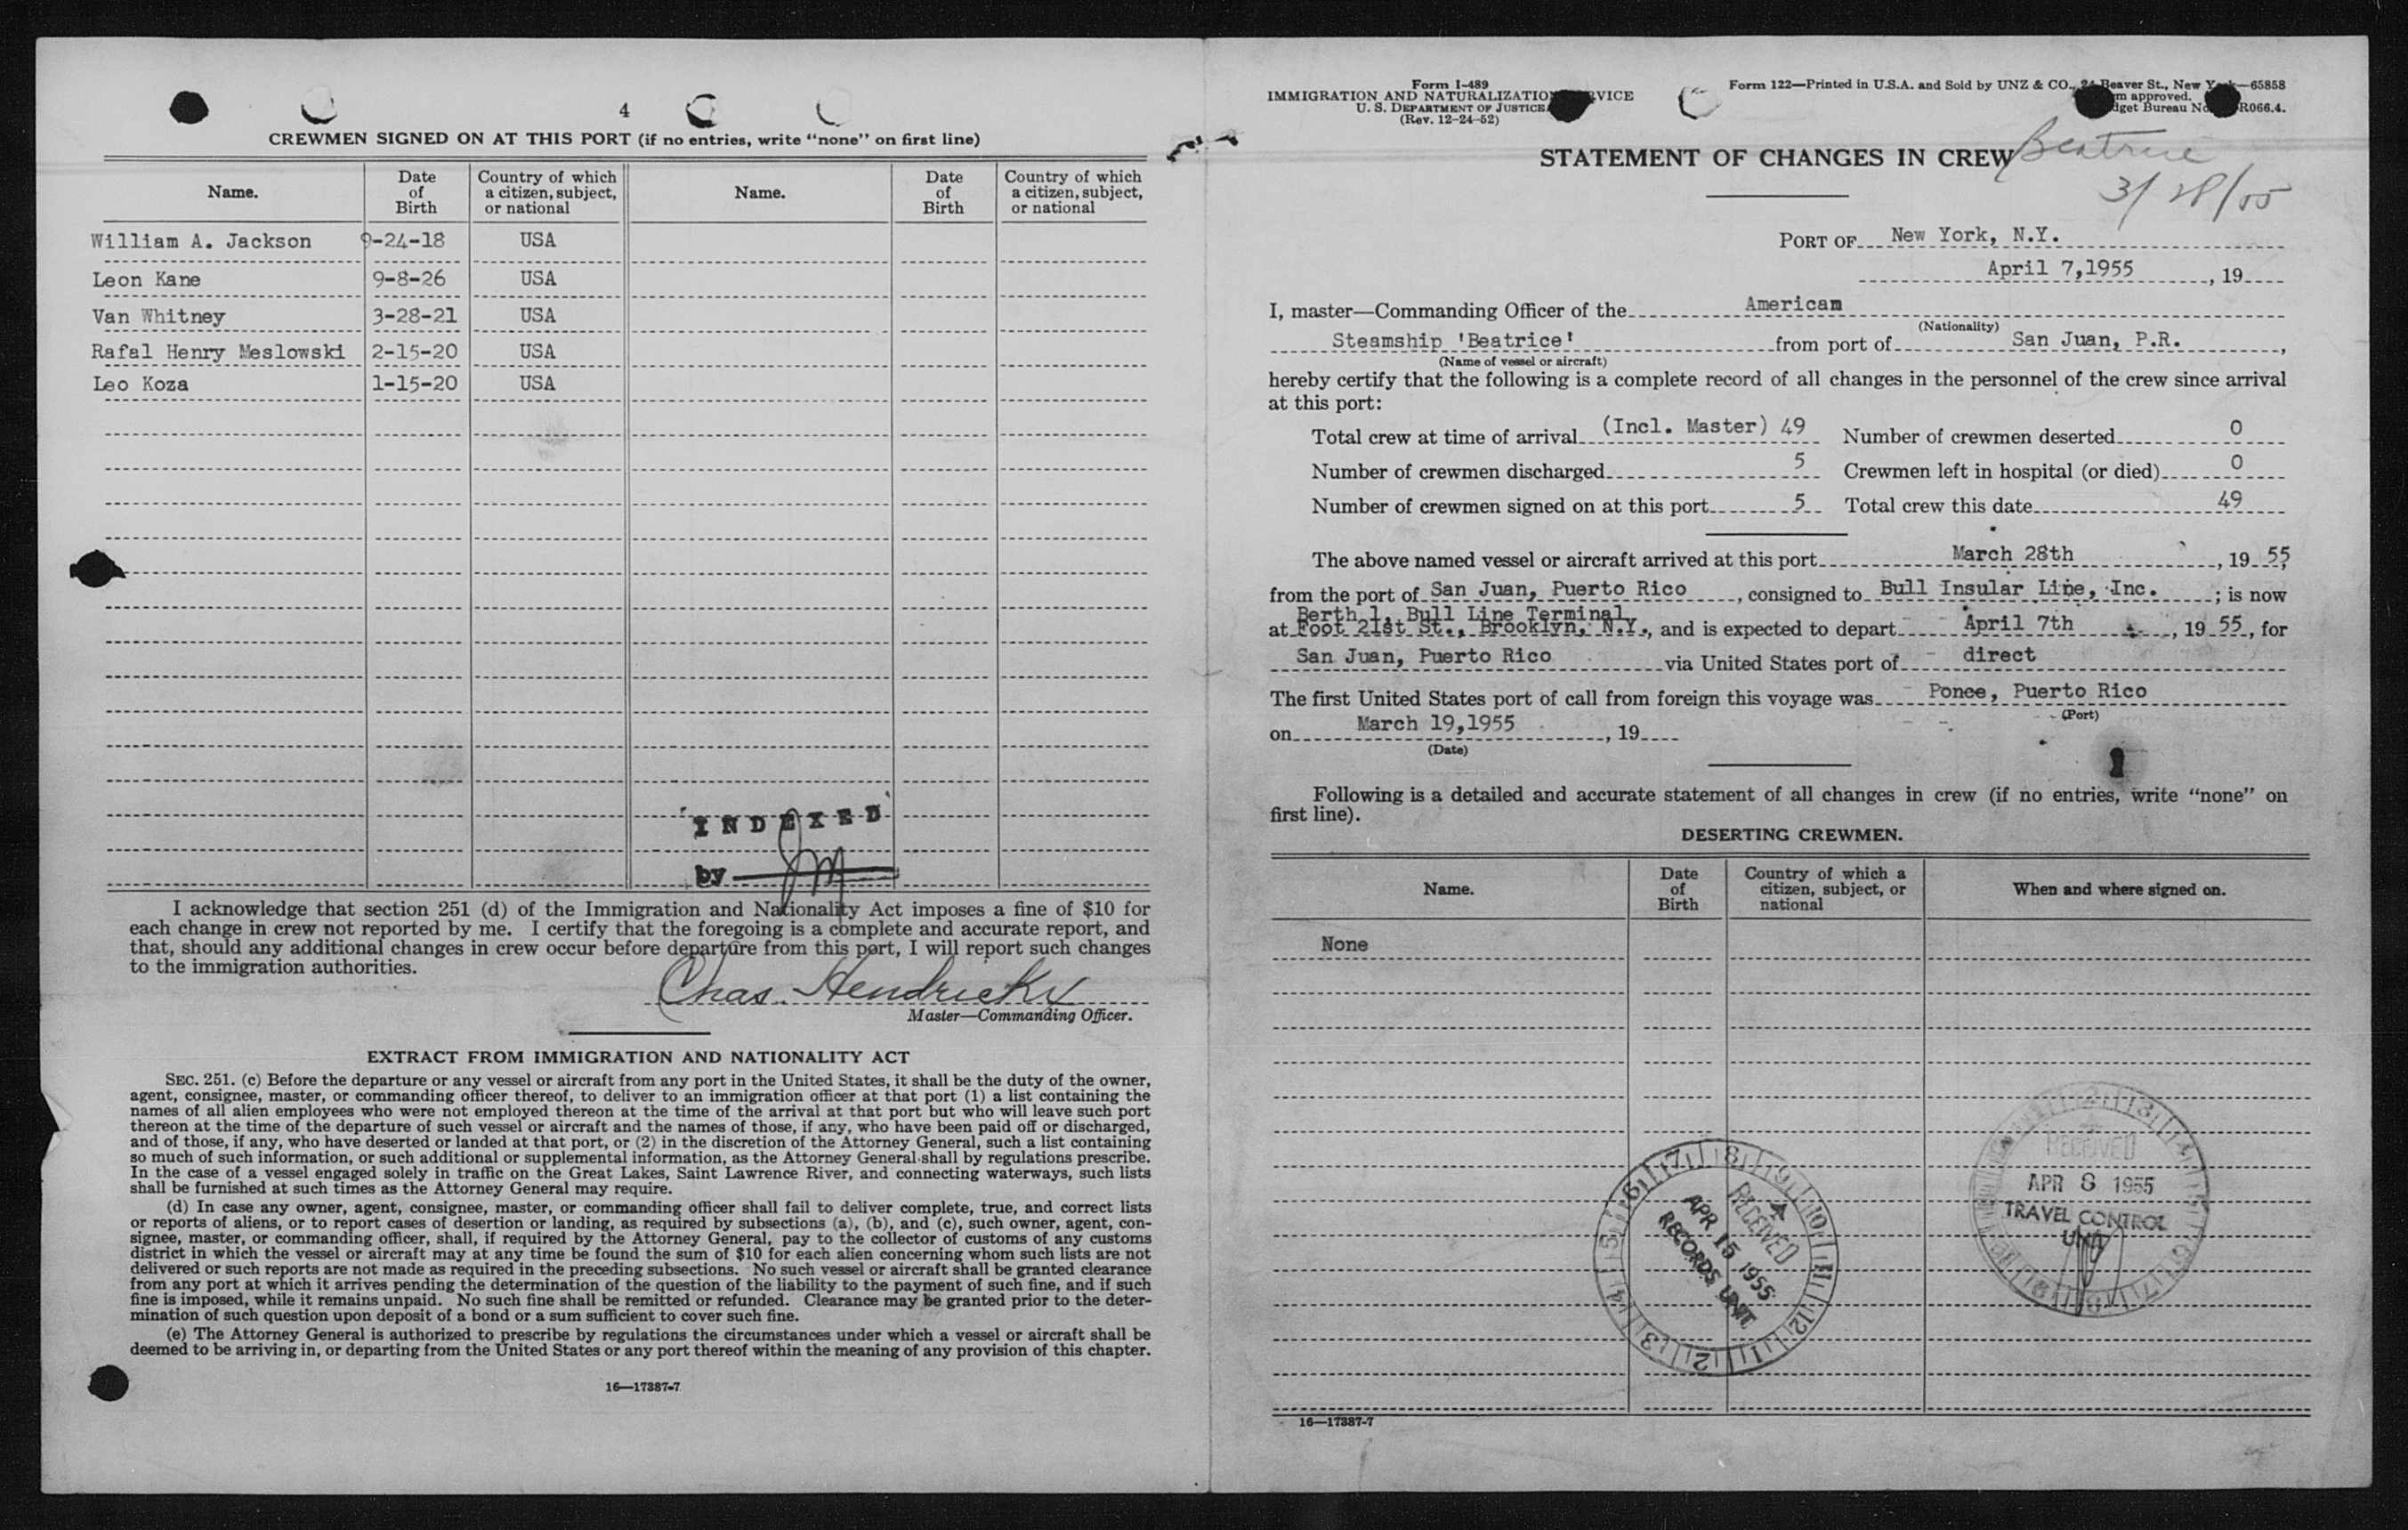 4
CREWMEN SIGNED ON AT THIS PORT (if no entries, write “none” on first line)
Name.
Date of Birth
Country of which a citizen, subject, or national
Name.
Date of Birth
Country of which a citizen, subject, or national
William A. Jackson 9-24-18 USA
Leon Kane 9-8-26 USA
Van Whitney 3-28-21 USA
Rafal Henry Meslowski 2-15-20 USA
Leo Koza 1-15-20 USA
INDEXED
by JM
I acknowledge that section 251 (d) of the Immigration and Nationality Act imposes a fine of $10 for
each change in crew not reported by me. I certify that the foregoing is a complete and accurate report, and
that, should any additional changes in crew occur before departure from this port, I will report such changes
to the immigration authorities.
Chas. Hendricks
Master—Commanding Officer.
EXTRACT FROM IMMIGRATION AND NATIONALITY ACT
SEC. 251. (c) Before the departure or any vessel or aircraft from any port in the United States, it shall be the duty of the owner,
agent, consignee, master, or commanding officer thereof, to deliver to an immigration officer at that port (1) a list containing the
names of all alien employees who were not employed thereon at the time of the arrival at that port but who will leave such port
thereon at the time of the departure of such vessel or aircraft and the names of those, if any, who have been paid off or discharged,
and of those, if any, who have deserted or landed at that port, or (2) in the discretion of the Attorney General, such a list containing
so much of such information, or such additional or supplemental information, as the Attorney General shall by regulations prescribe.
In the case of a vessel engaged solely in traffic on the Great Lakes, Saint Lawrence River, and connecting waterways, such lists
shall be furnished at such times as the Attorney General may require.
(d) In case any owner, agent, consignee, master, or commanding officer shall fail to deliver complete, true, and correct lists
or reports of aliens, or to report cases of desertion or landing, as required by subsections (a), (b), and (c), such owner, agent, con-
signee, master, or commanding officer, shall, if required by the Attorney General, pay to the collector of customs of any customs
district in which the vessel or aircraft may at any time be found the sum of $10 for each alien concerning whom such lists are not
delivered or such reports are not made as required in the preceding subsections. No such vessel or aircraft shall be granted clearance
from any port at which it arrives pending the determination of the question of the liability to the payment of such fine, and if such
fine is imposed, while it remains unpaid. No such fine shall be remitted or refunded. Clearance may be granted prior to the deter-
mination of such question upon deposit of a bond or a sum sufficient to cover such fine.
(e) The Attorney General is authorized to prescribe by regulations the circumstances under which a vessel or aircraft shall be
deemed to be arriving in, or departing from the United States or any port thereof within the meaning of any provision of this chapter.
16—17387-7
Form I-489
IMMIGRATION AND NATURALIZATION
U. S. DEPARTMENT OF JUSTICE
(Rev. 12-24-52)
Form 122—Printed in U.S.A. and Sold by UNZ & CO., 24 Beaver St., New York—65858
approved.
Bureau No. R066.4.
STATEMENT OF CHANGES IN CREW
Beatrice
3/28/55
PORT OF New York, N.Y.
April 7,1955, 19
I, master—Commanding Officer of the American
(Nationality)
Steamship 'Beatrice' from port of San Juan, P.R.,
(Name of vessel or aircraft)
hereby certify that the following is a complete record of all changes in the personnel of the crew since arrival
at this port:
Total crew at time of arrival (Incl. Master) 49 Number of crewmen deserted 0
Number of crewmen discharged 5 Crewmen left in hospital (or died) 0
Number of crewmen signed on at this port 5 Total crew this date 49
The above named vessel or aircraft arrived at this port March 28th, 19 55,
from the port of San Juan, Puerto Rico, consigned to Bull Insular Line, Inc.; is now
Berth 1, Bull Line Terminal
at Foot 21st St., Brooklyn, N.Y., and is expected to depart April 7th, 19 55, for
San Juan, Puerto Rico via United States port of direct
The first United States port of call from foreign this voyage was Ponce, Puerto Rico
(Port)
on March 19,1955, 19
(Date)
Following is a detailed and accurate statement of all changes in crew (if no entries, write “none” on
first line).
DESERTING CREWMEN.
Name.
Date of Birth
Country of which a citizen, subject, or national
When and where signed on.
None
RECEIVED
APR 15 1955
RECORDS UNIT
RECEIVED
APR 8 1955
TRAVEL CONTROL
UNIT
16—17387-7